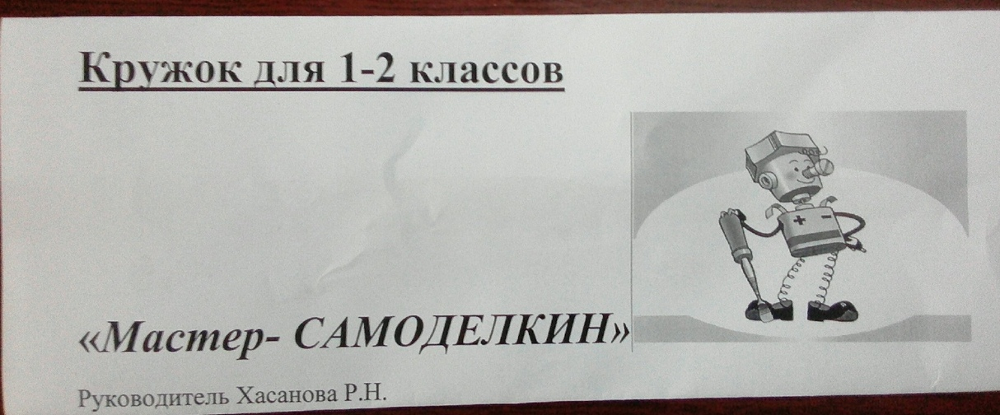 Кружок для 1-2 классов
«Мастер- САМОДЕЛКИН»
Руководитель Хасанова Р.Н.